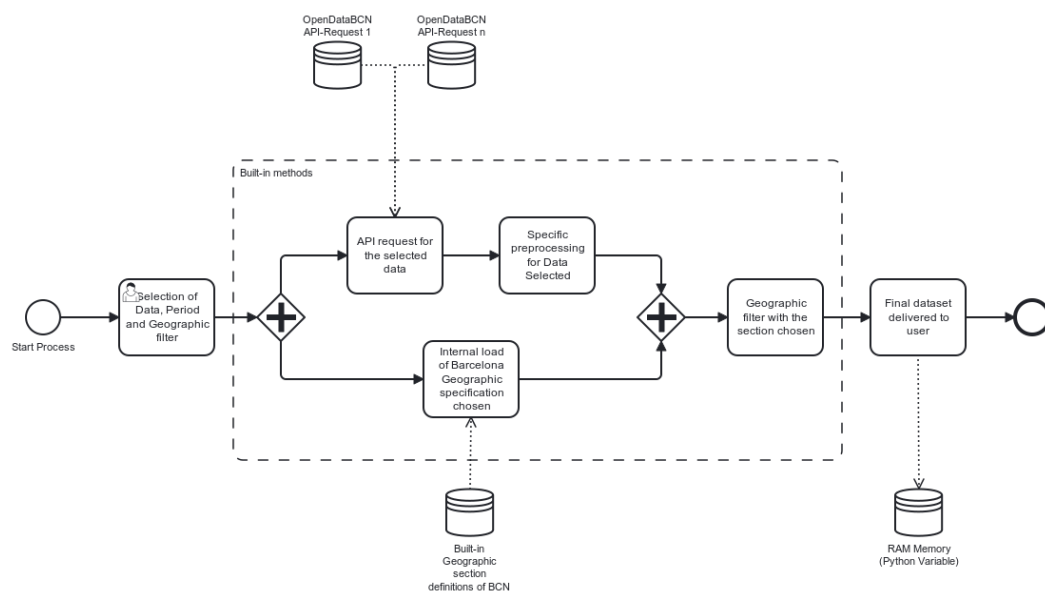 OpenDataBCN
API-Request 1
OpenDataBCN
API-Request n
Built-in methods
API request for
the selected
data
Specific
preprocessing
for Data
Selected
Selection of
Data, Period
and Geographic
filter
Start Process
Geographic
filter with the
section chosen
Final dataset
delivered to
user
Internal load
of Barcelona
Geographic
specification
chosen
Built-in
Geographic
section
definitions of BCN
RAM Memory
(Python Variable)